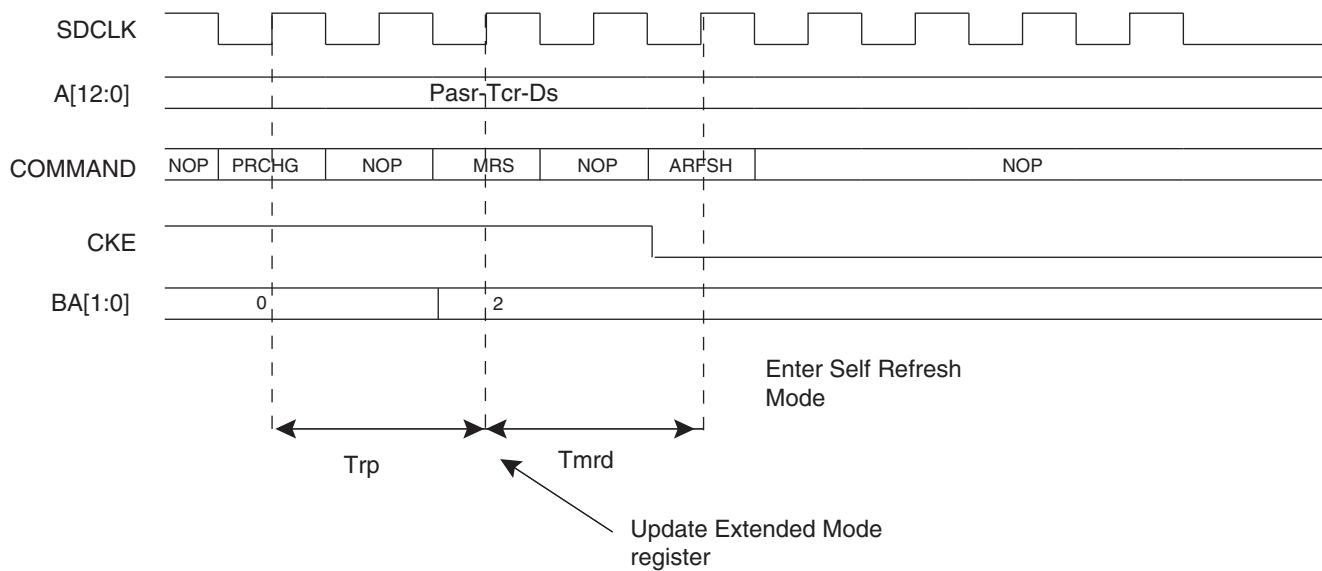 SDCLK
A[12:0] Pasr-Tcr-Ds
COMMAND NOP PRCHG NOP MRS NOP ARFSH NOP
CKE
BA[1:0] 0 2
Enter Self Refresh
Mode
Trp Tmrd
Update Extended Mode
register